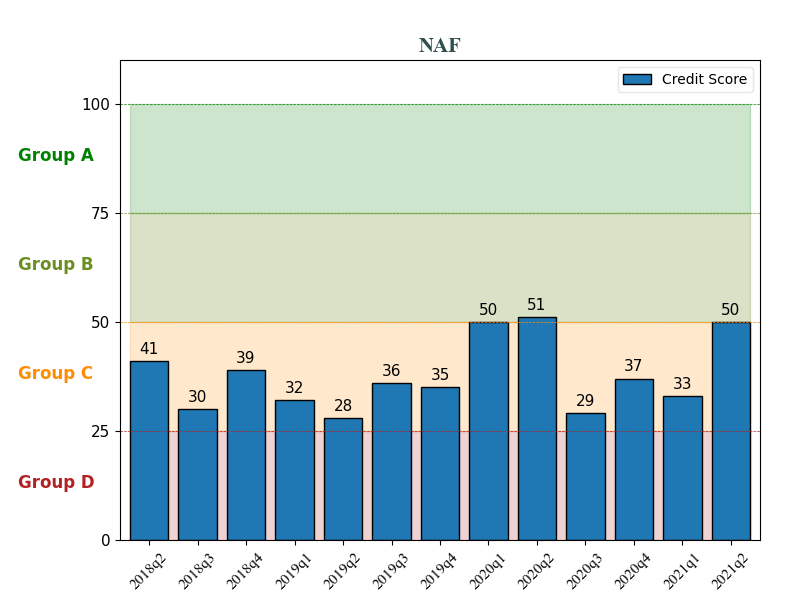 NAF
Credit Score
100
Group A
75
Group B
50
Group C
25
Group D
0
41
30
39
32
28
36
35
50
51
29
37
33
50
2018q2
2018q3
2018q4
2019q1
2019q2
2019q3
2019q4
2020q1
2020q2
2020q3
2020q4
2021q1
2021q2